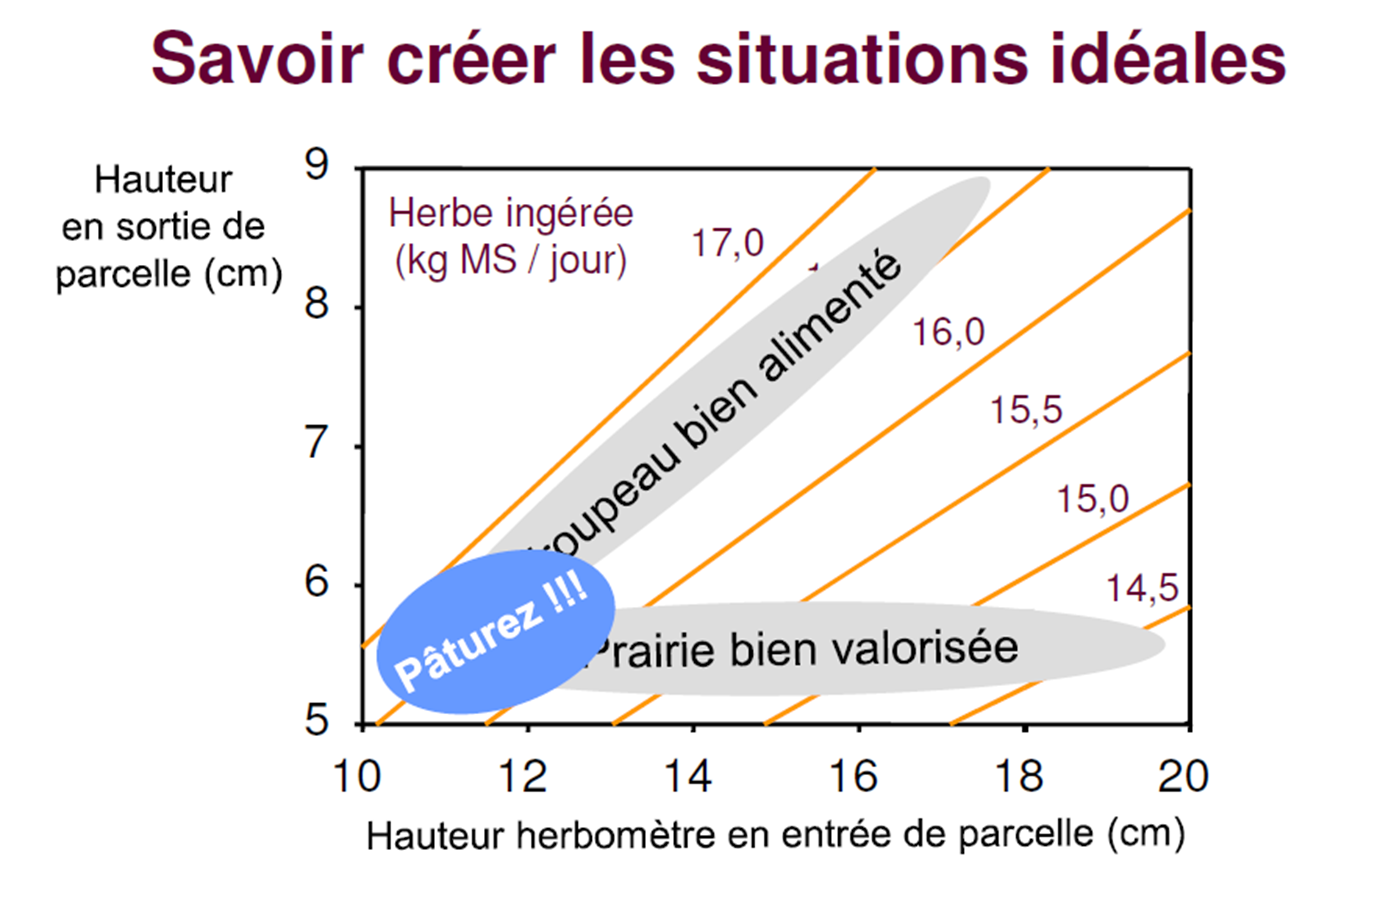 Savoir créer les situations idéales
Hauteur
en sortie de
parcelle (cm)
9
8
7
6
5
Herbe ingérée
(kg MS / jour)
17,0
16,0
15,5
15,0
14,5
bien alimenté
Pâturez !!!
Prairie bien valorisée
10 12 14 16 18 20
Hauteur herbomètre en entrée de parcelle (cm)